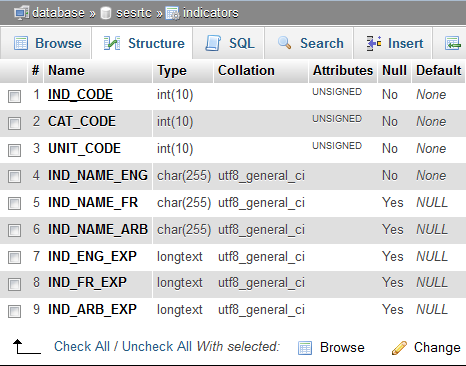 database » sesrtc » indicators
Browse Structure SQL Search Insert
# Name Type Collation Attributes Null Default
1 IND_CODE int(10) UNSIGNED No None
2 CAT_CODE int(10) UNSIGNED No None
3 UNIT_CODE int(10) UNSIGNED No None
4 IND_NAME_ENG char(255) utf8_general_ci No None
5 IND_NAME_FR char(255) utf8_general_ci Yes NULL
6 IND_NAME_ARB char(255) utf8_general_ci Yes NULL
7 IND_ENG_EXP longtext utf8_general_ci Yes NULL
8 IND_FR_EXP longtext utf8_general_ci Yes NULL
9 IND_ARB_EXP longtext utf8_general_ci Yes NULL
Check All / Uncheck All With selected: Browse Change